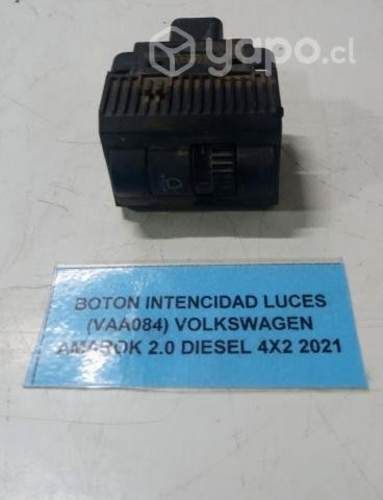 yapo.cl
BOTON INTENCIDAD LUCES
(VAA084) VOLKSWAGEN
AMAROK 2.0 DIESEL 4X2 2021